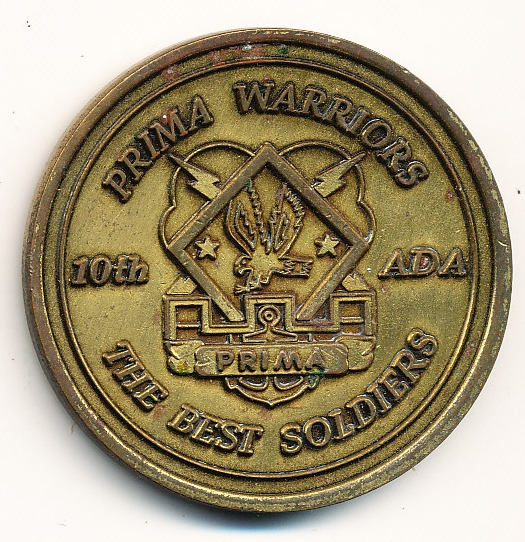 PRIMA WARRIORS
10th ADA
PRIMA
THE BEST SOLDIERS